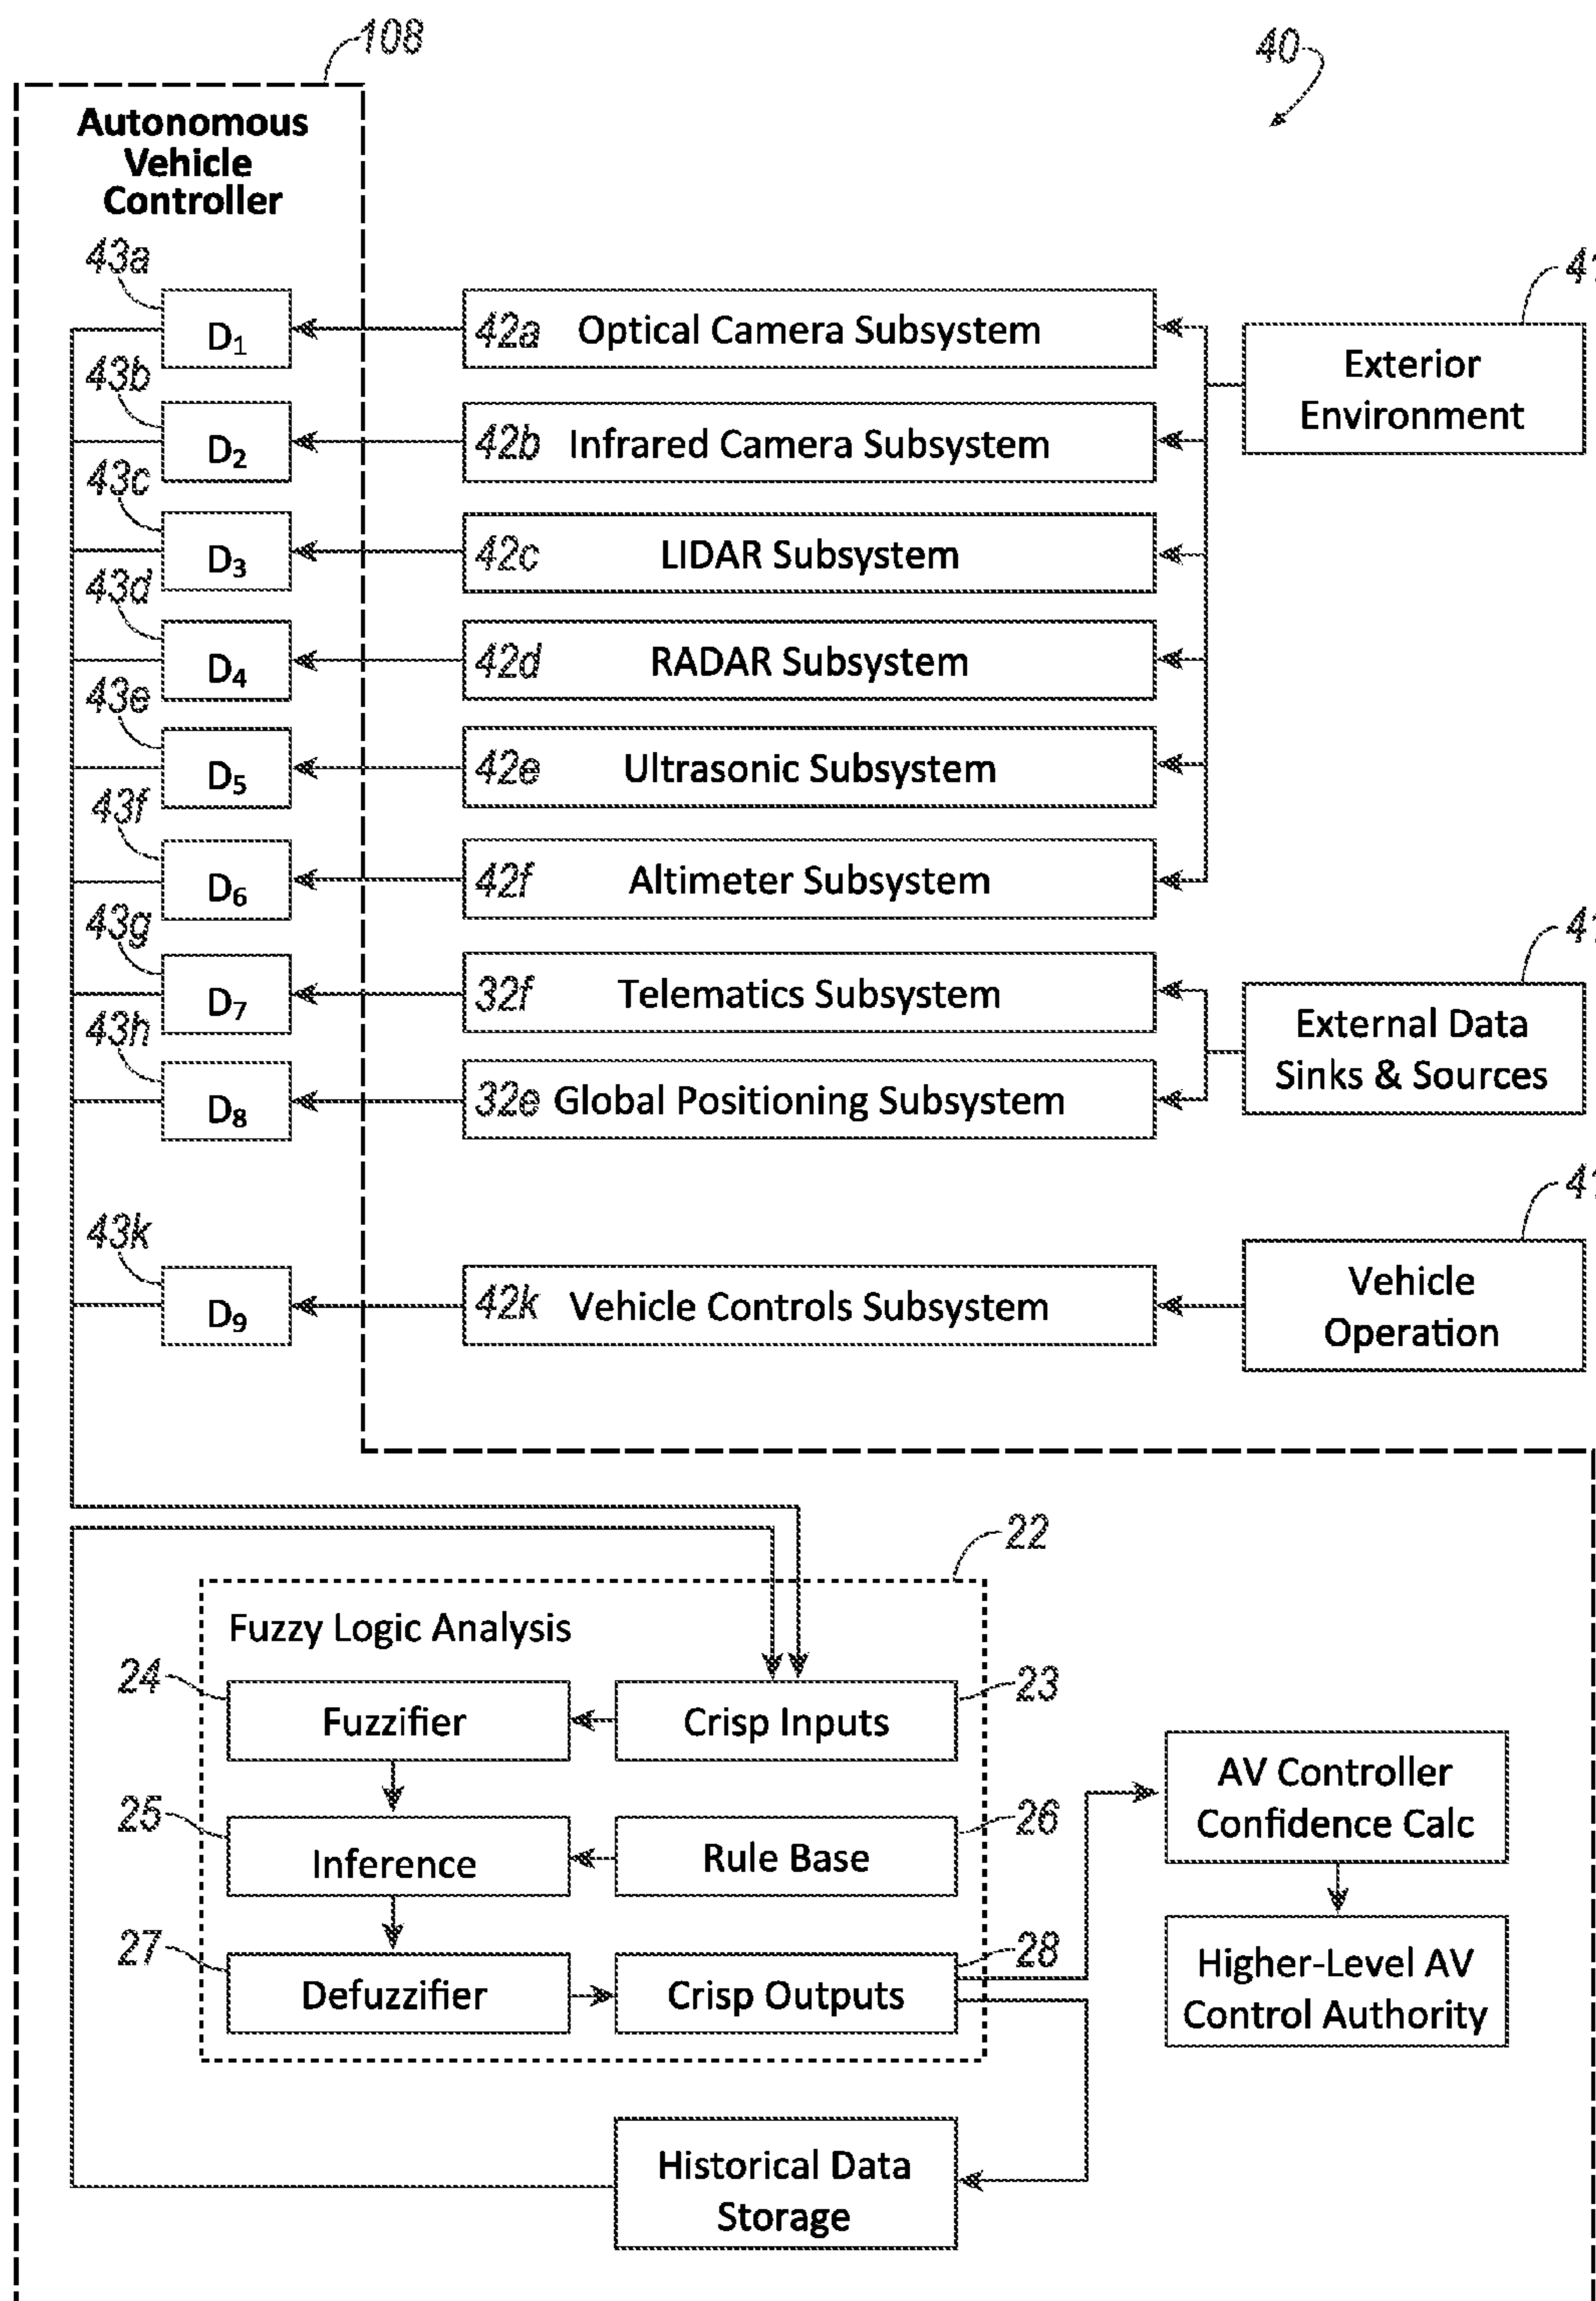 108
40
Autonomous
Vehicle
Controller
43a
D1
42a Optical Camera Subsystem
41
Exterior
Environment
43b
D2
42b Infrared Camera Subsystem
43c
D3
42c LIDAR Subsystem
43d
D4
42d RADAR Subsystem
43e
D5
42e Ultrasonic Subsystem
43f
D6
42f Altimeter Subsystem
43g
D7
32f Telematics Subsystem
41
External Data
Sinks & Sources
43h
D8
32e Global Positioning Subsystem
43k
D9
42k Vehicle Controls Subsystem
41
Vehicle
Operation
22
Fuzzy Logic Analysis
24
Fuzzifier
Crisp Inputs
23
25
Inference
Rule Base
26
27
Defuzzifier
Crisp Outputs
28
AV Controller
Confidence Calc
Higher-Level AV
Control Authority
Historical Data
Storage